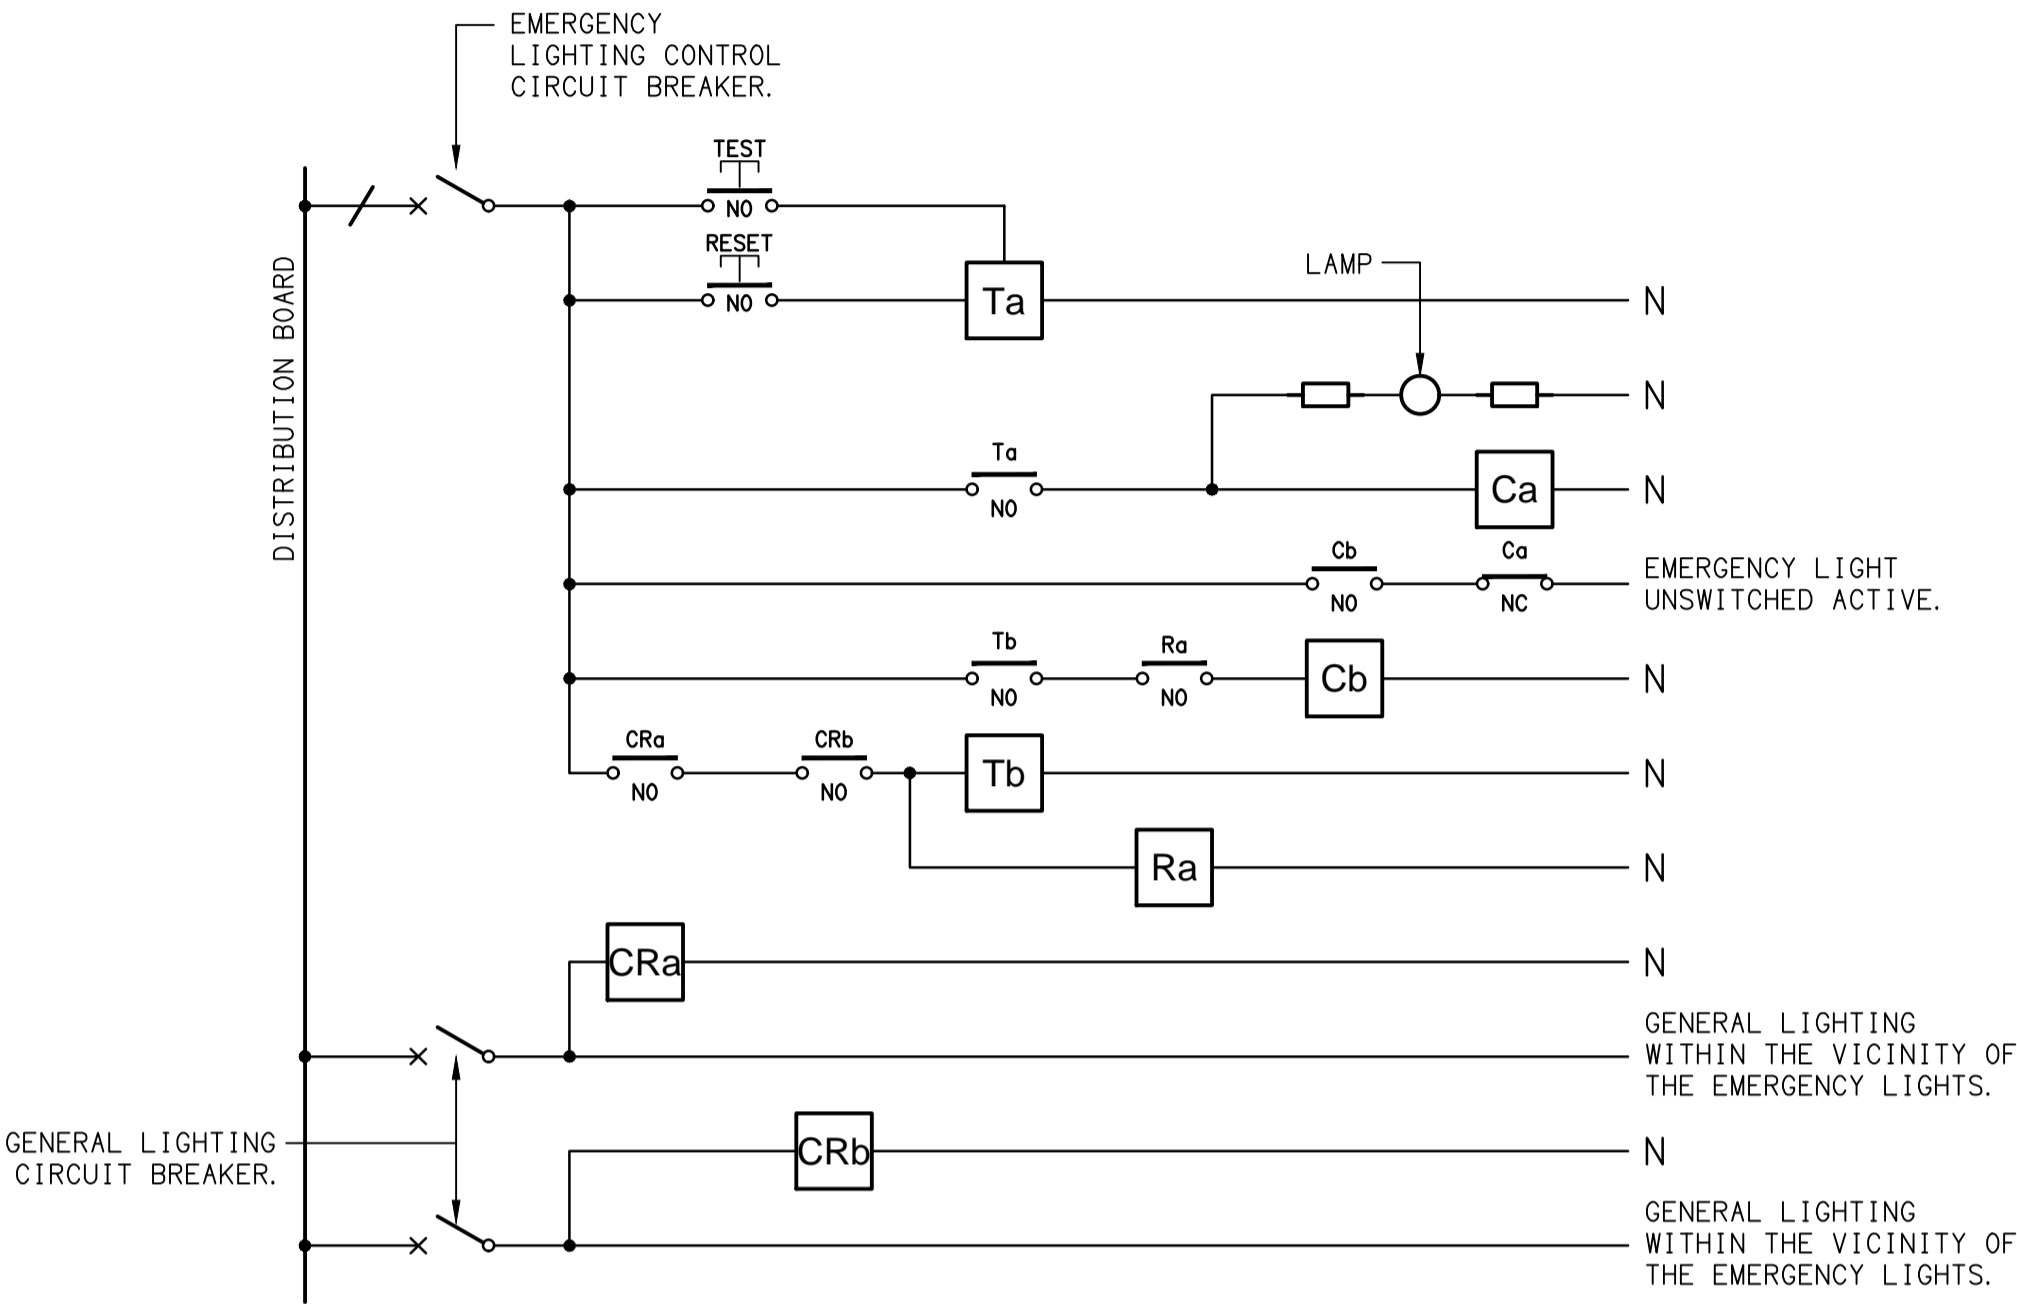 EMERGENCY
LIGHTING CONTROL
CIRCUIT BREAKER.
TEST
NO
RESET
NO
Ta
N
LAMP
N
DISTRIBUTION BOARD
Ta
NO
Ca
N
Cb
NO
Ca
NC
EMERGENCY LIGHT
UNSWITCHED ACTIVE.
Tb
NO
Ra
NO
Cb
N
CRa
NO
CRb
NO
Tb
N
Ra
N
CRa
N
GENERAL LIGHTING
WITHIN THE VICINITY OF
THE EMERGENCY LIGHTS.
GENERAL LIGHTING
CIRCUIT BREAKER.
CRb
N
GENERAL LIGHTING
WITHIN THE VICINITY OF
THE EMERGENCY LIGHTS.